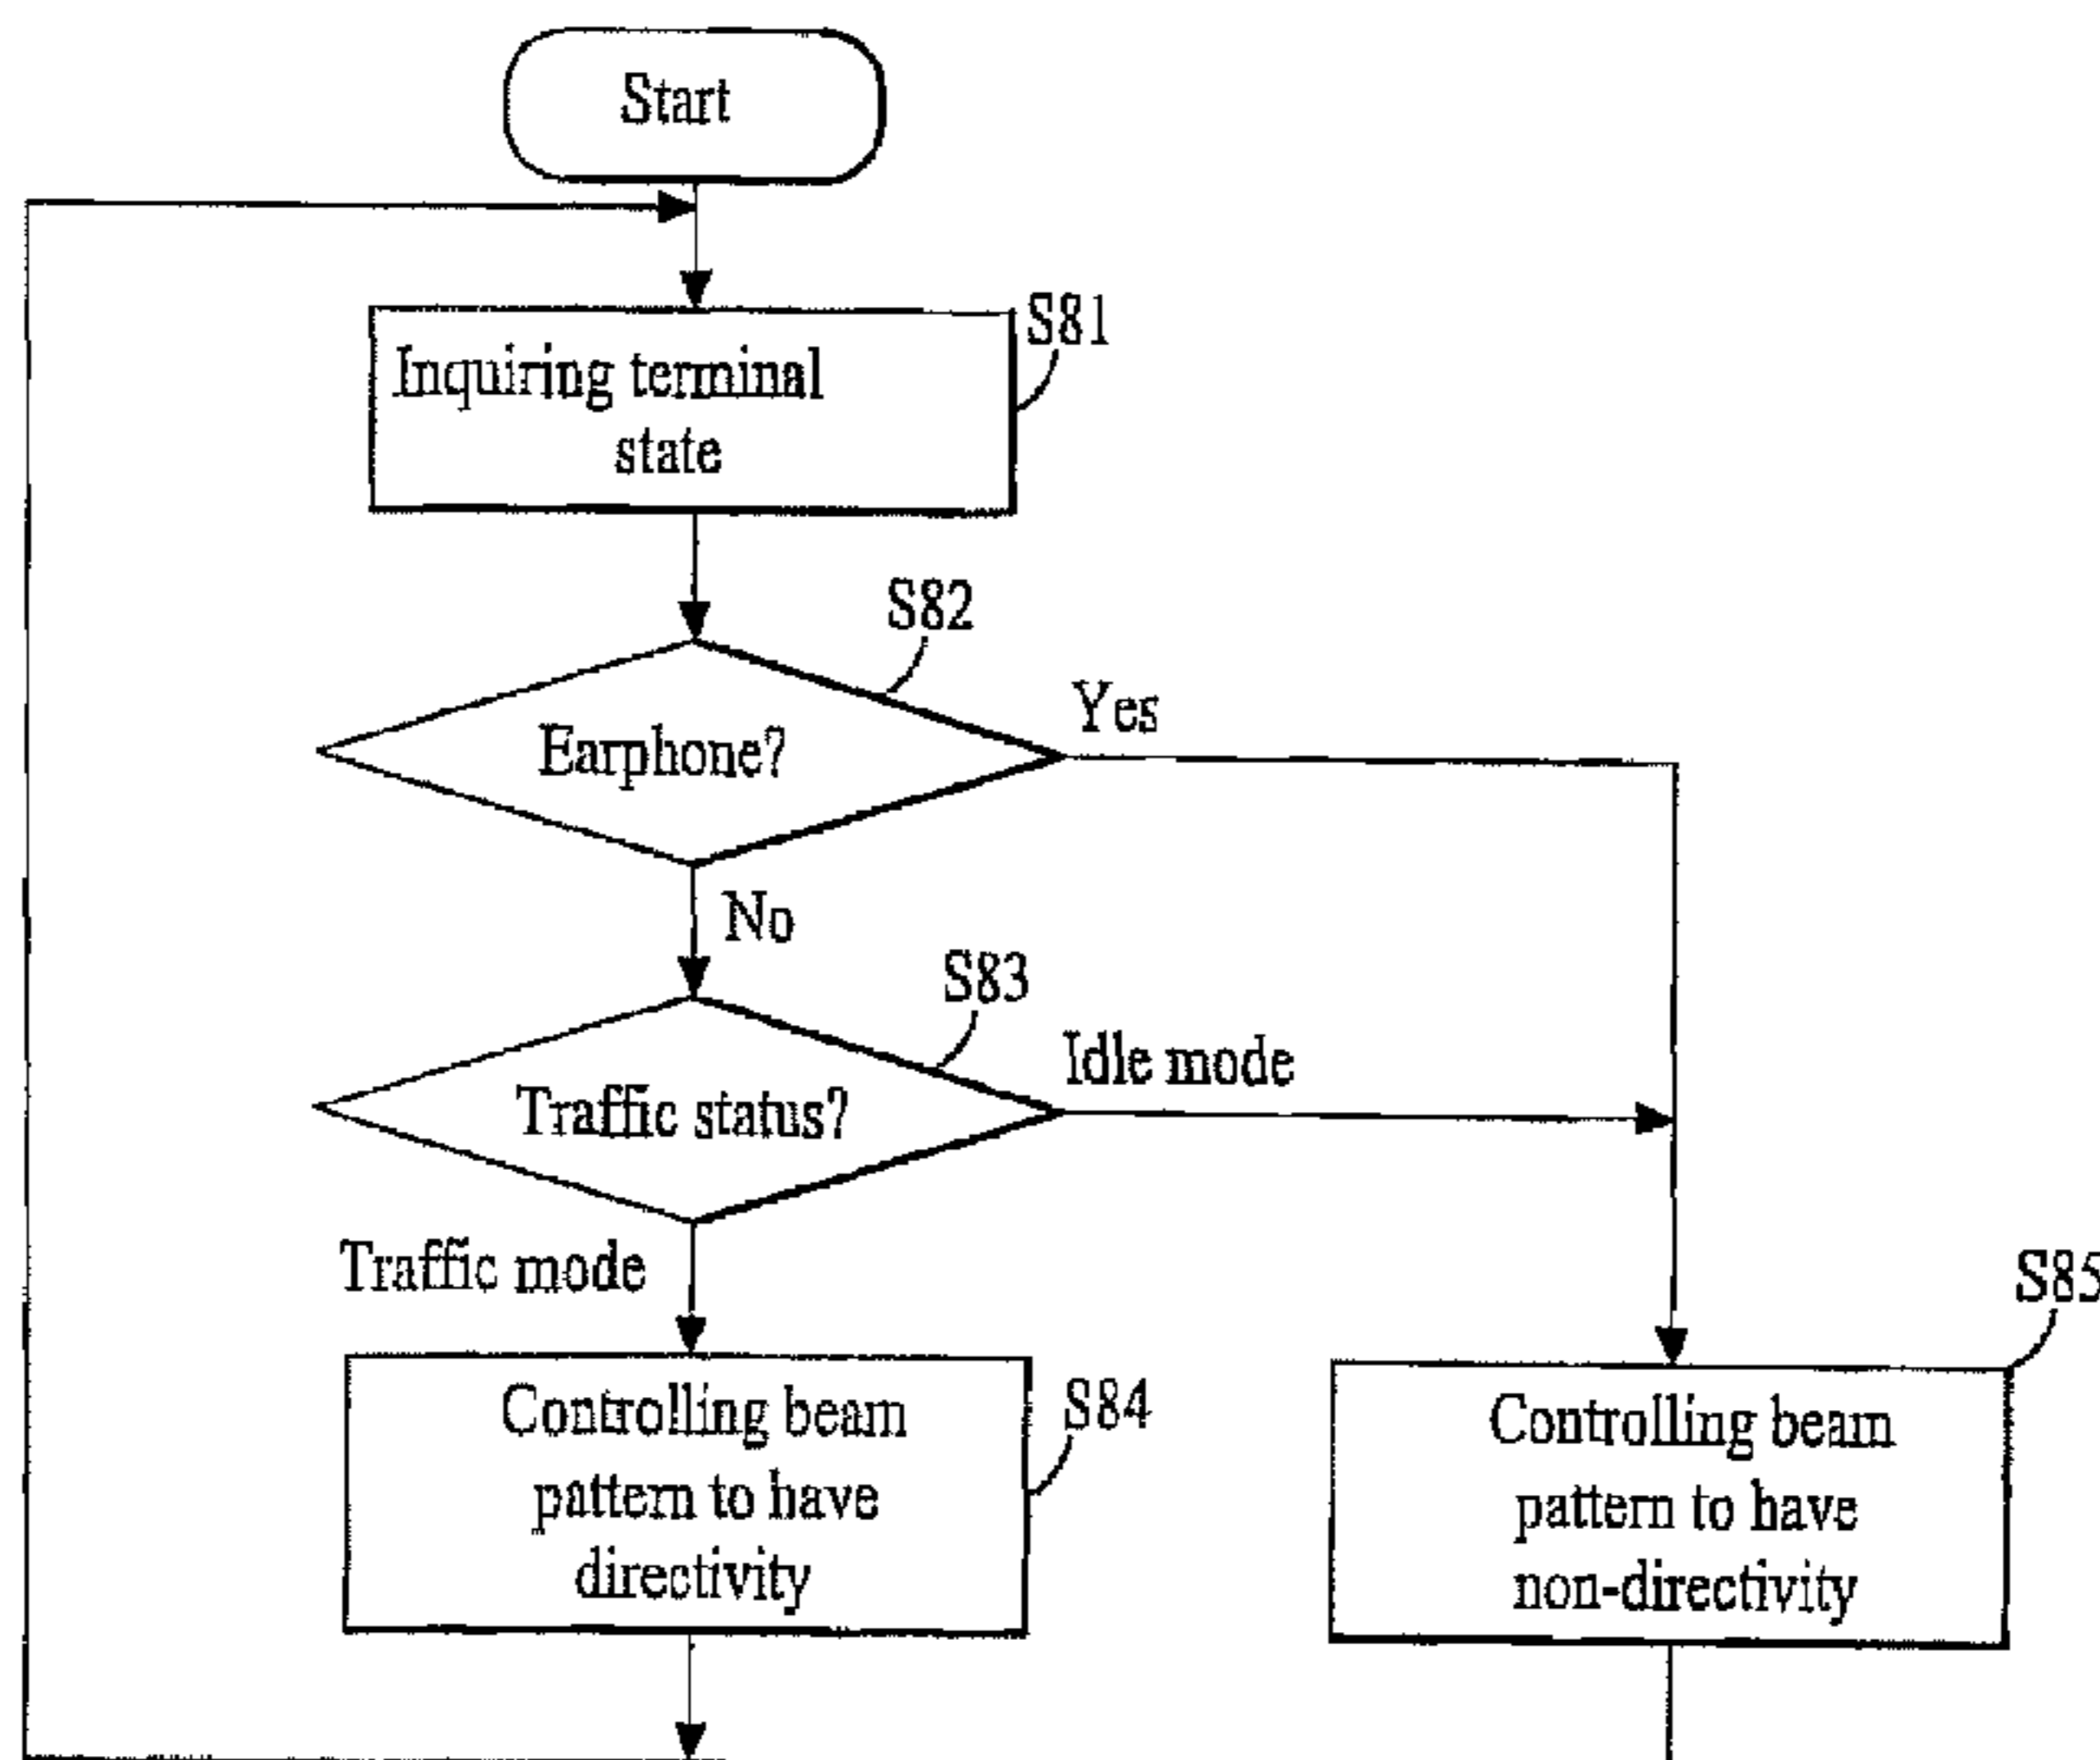 Start
S81
Inquiring terminal
state
S82
Earphone?
Yes
No
S83
Traffic status?
Idle mode
Traffic mode
S84
Controlling beam
pattern to have
directivity
S85
Controlling beam
pattern to have
non-directivity